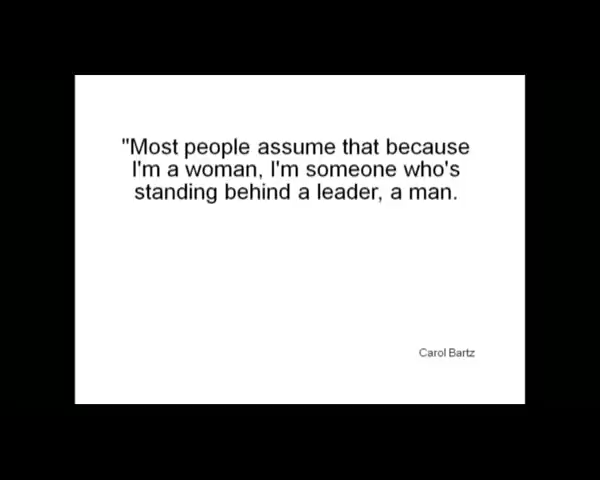 "Most people assume that because
I'm a woman, I'm someone who's
standing behind a leader, a man.
Carol Bartz